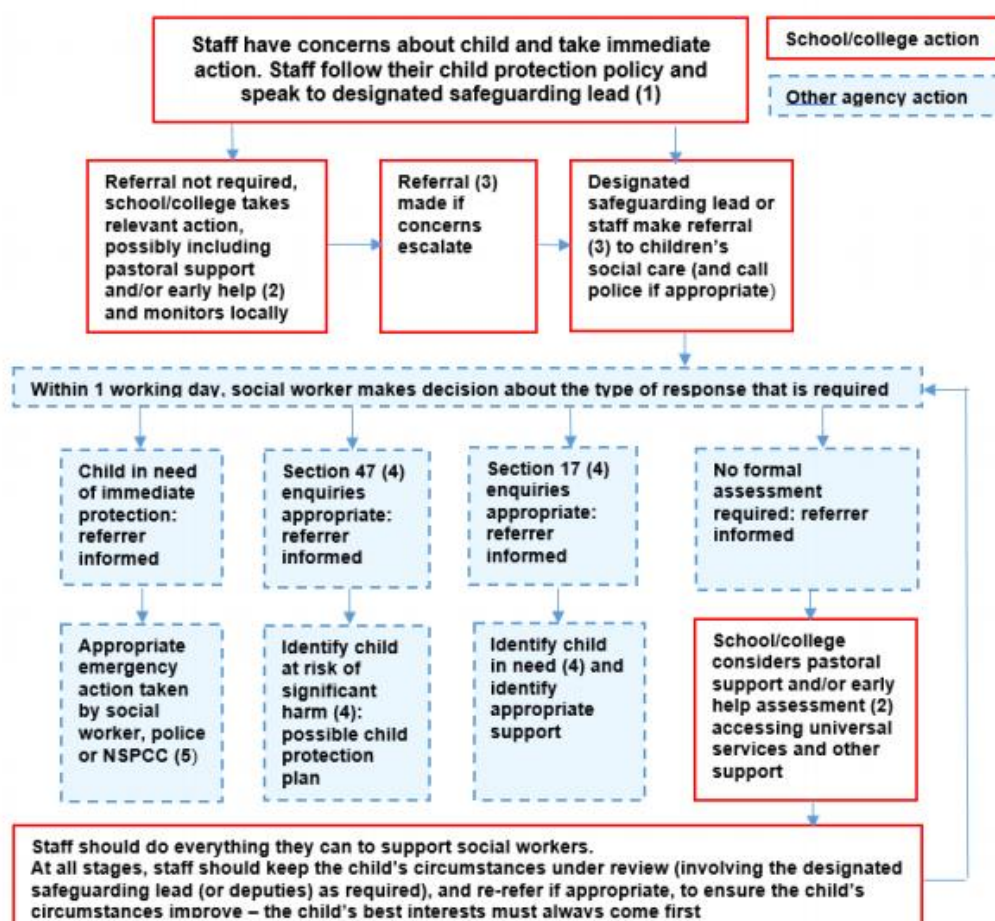 Staff have concerns about child and take immediate
action. Staff follow their child protection policy and
speak to designated safeguarding lead (1)
School/college action
Other agency action
Referral not required,
school/college takes
relevant action,
possibly including
pastoral support
and/or early help (2)
and monitors locally
Referral (3)
made if
concerns
escalate
Designated
safeguarding lead or
staff make referral
(3) to children's
social care (and call
police if appropriate)
Within 1 working day, social worker makes decision about the type of response that is required
Child in need
of immediate
protection:
referrer
informed
Section 47 (4)
enquiries
appropriate:
referrer
informed
Section 17 (4)
enquiries
appropriate:
referrer
informed
No formal
assessment
required: referrer
informed
Appropriate
emergency
action taken
by social
worker, police
or NSPCC (5)
Identify child
at risk of
significant
harm (4):
possible child
protection
plan
Identify child
in need (4) and
identify
appropriate
support
School/college
considers pastoral
support and/or early
help assessment (2)
accessing universal
services and other
support
Staff should do everything they can to support social workers.
At all stages, staff should keep the child's circumstances under review (involving the designated
safeguarding lead (or deputies) as required), and re-refer if appropriate, to ensure the child's
circumstances improve – the child's best interests must always come first